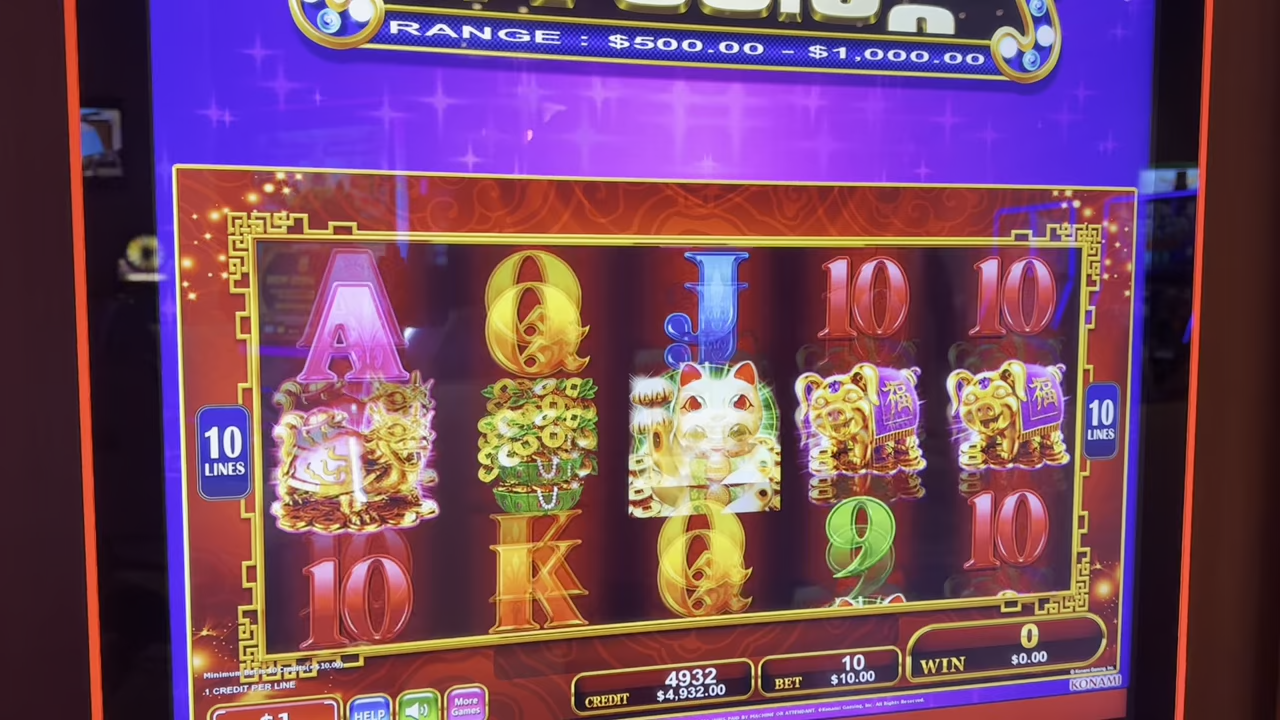 RANGE : $500.00 - $1,000.00
A Q J 10 10
福 福
10 LINES
10 LINES
10 K Q 9 10
1 CREDIT PER LINE
4932
CREDIT $4,932.00
10
BET $10.00
0
WIN $0.00
KONAMI
$1
HELP
More
Games